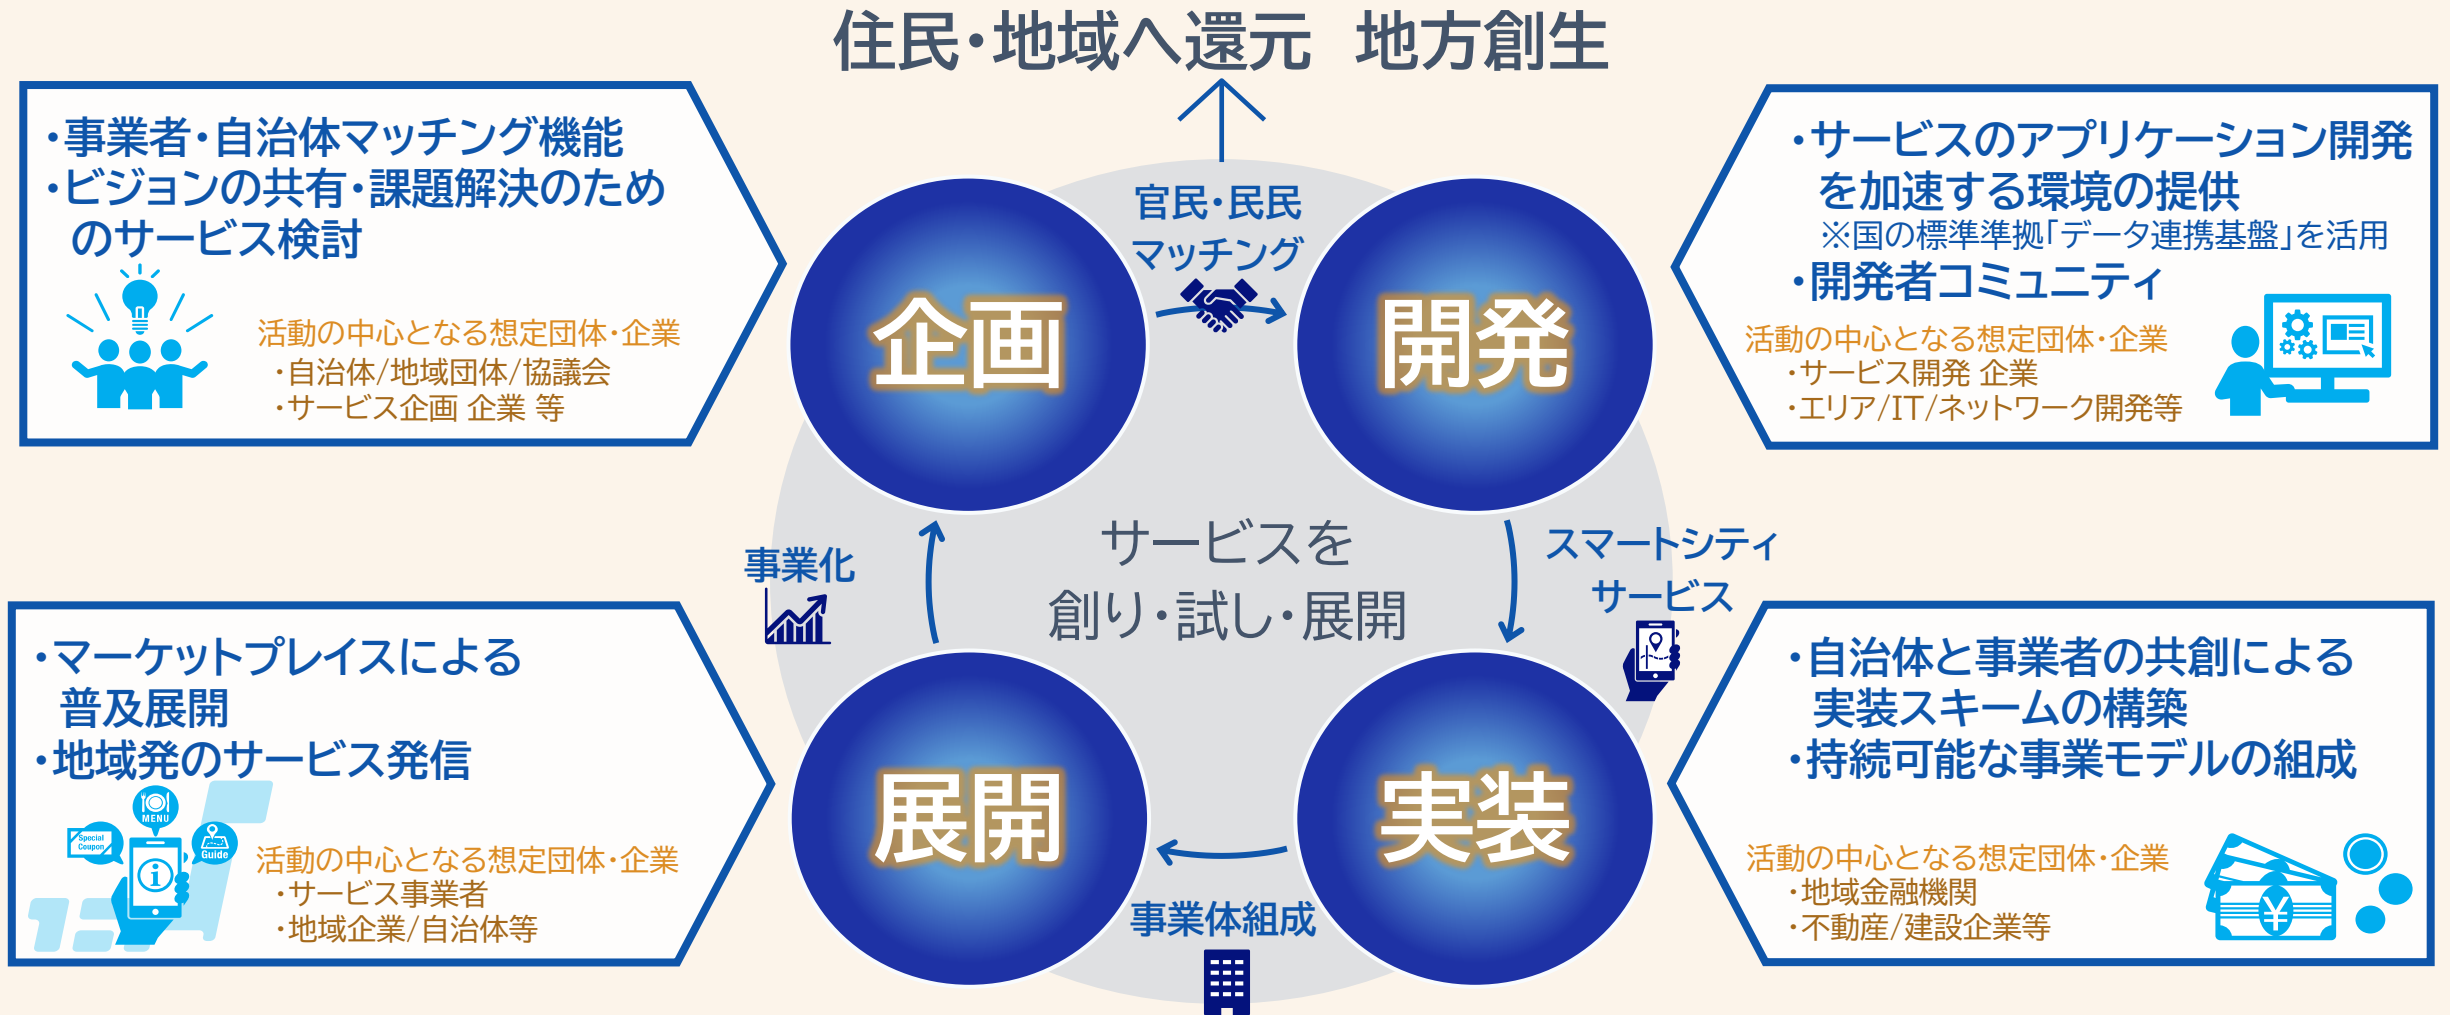 住民・地域へ還元　地方創生
・事業者・自治体マッチング機能
・ビジョンの共有・課題解決のため
のサービス検討
活動の中心となる想定団体・企業
・自治体/地域団体/協議会
・サービス企画 企業 等
企画
官民・民民
マッチング
開発
・サービスのアプリケーション開発
を加速する環境の提供
※国の標準準拠「データ連携基盤」を活用
・開発者コミュニティ
活動の中心となる想定団体・企業
・サービス開発 企業
・エリア/IT/ネットワーク開発等
事業化
サービスを
創り・試し・展開
スマートシティ
サービス
・マーケットプレイスによる
普及展開
・地域発のサービス発信
MENU
Special
Coupon
Guide
i
活動の中心となる想定団体・企業
・サービス事業者
・地域企業/自治体等
展開
事業体組成
実装
・自治体と事業者の共創による
実装スキームの構築
・持続可能な事業モデルの組成
活動の中心となる想定団体・企業
・地域金融機関
・不動産/建設企業等
¥